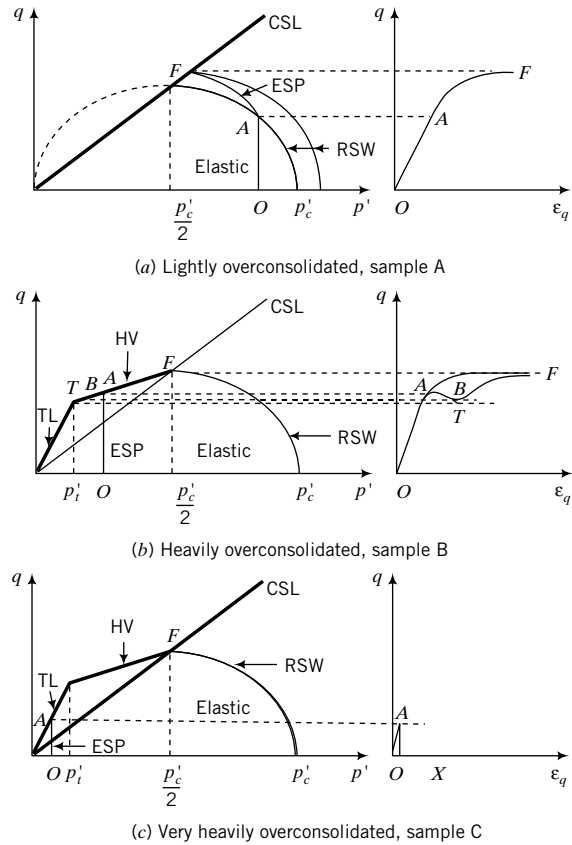 q
CSL
F
ESP
A
RSW
Elastic
p'c/2
O
p'c
p'
F
A
O
εq
(a) Lightly overconsolidated, sample A
q
CSL
HV
F
T
B
A
TL
ESP
Elastic
RSW
p't
O
p'c/2
p'c
p'
A
B
T
F
O
εq
(b) Heavily overconsolidated, sample B
q
CSL
HV
F
RSW
TL
A
Elastic
ESP
O
p't
p'c/2
p'c
p'
A
O
X
εq
(c) Very heavily overconsolidated, sample C